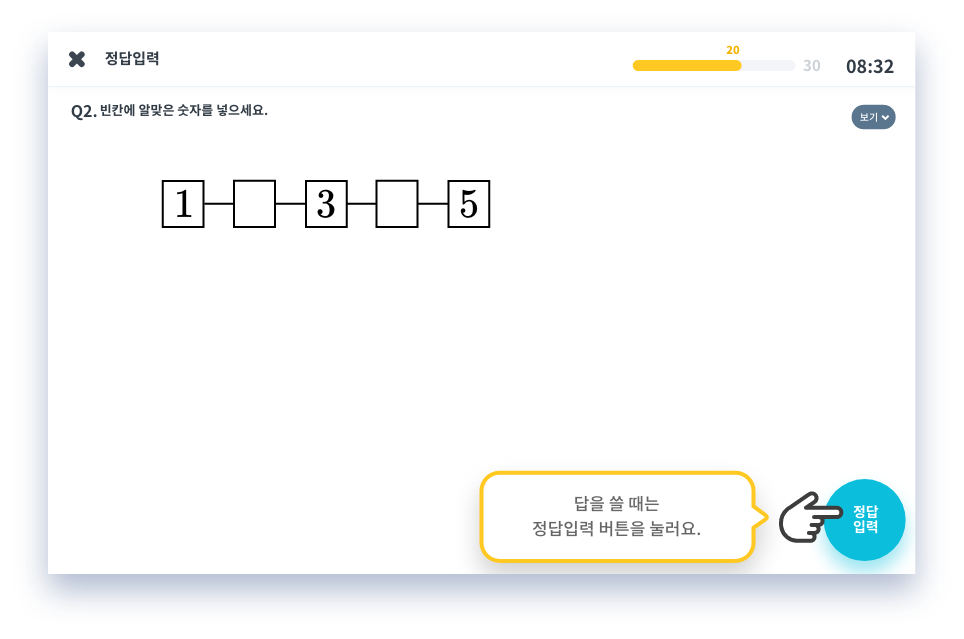 정답입력
20
30
08:32
Q2. 빈칸에 알맞은 숫자를 넣으세요.
보기
1 3 5
답을 쓸 때는
정답입력 버튼을 눌러요.
정답
입력